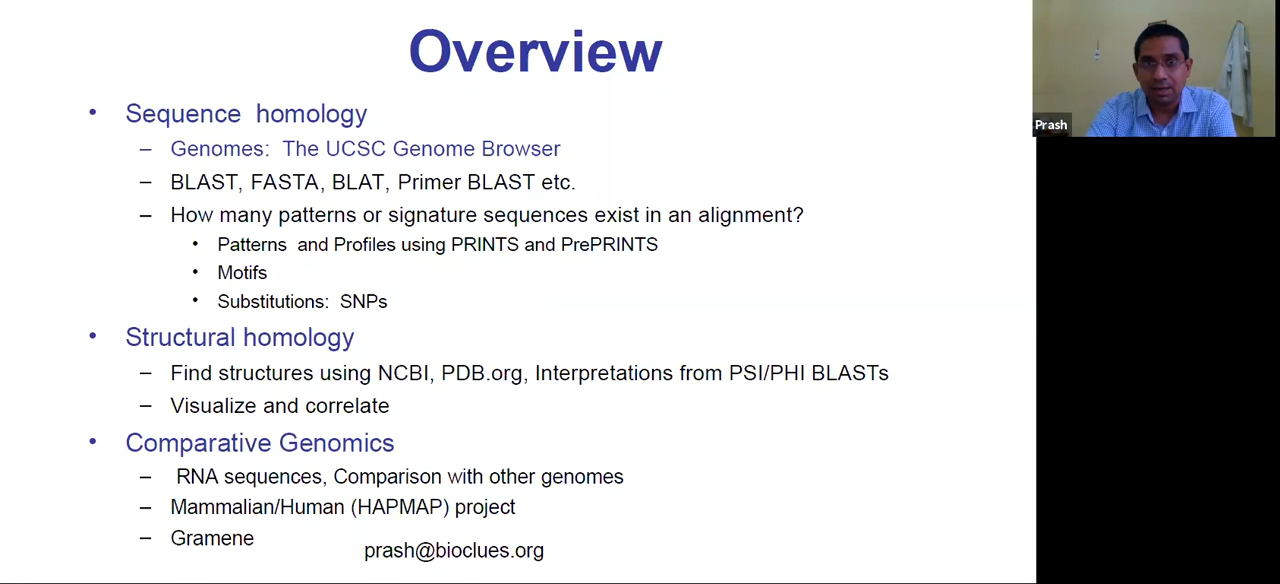 Overview
• Sequence homology
– Genomes: The UCSC Genome Browser
– BLAST, FASTA, BLAT, Primer BLAST etc.
– How many patterns or signature sequences exist in an alignment?
• Patterns and Profiles using PRINTS and PrePRINTS
• Motifs
• Substitutions: SNPs
• Structural homology
– Find structures using NCBI, PDB.org, Interpretations from PSI/PHI BLASTs
– Visualize and correlate
• Comparative Genomics
– RNA sequences, Comparison with other genomes
– Mammalian/Human (HAPMAP) project
– Gramene
prash@bioclues.org
Prash